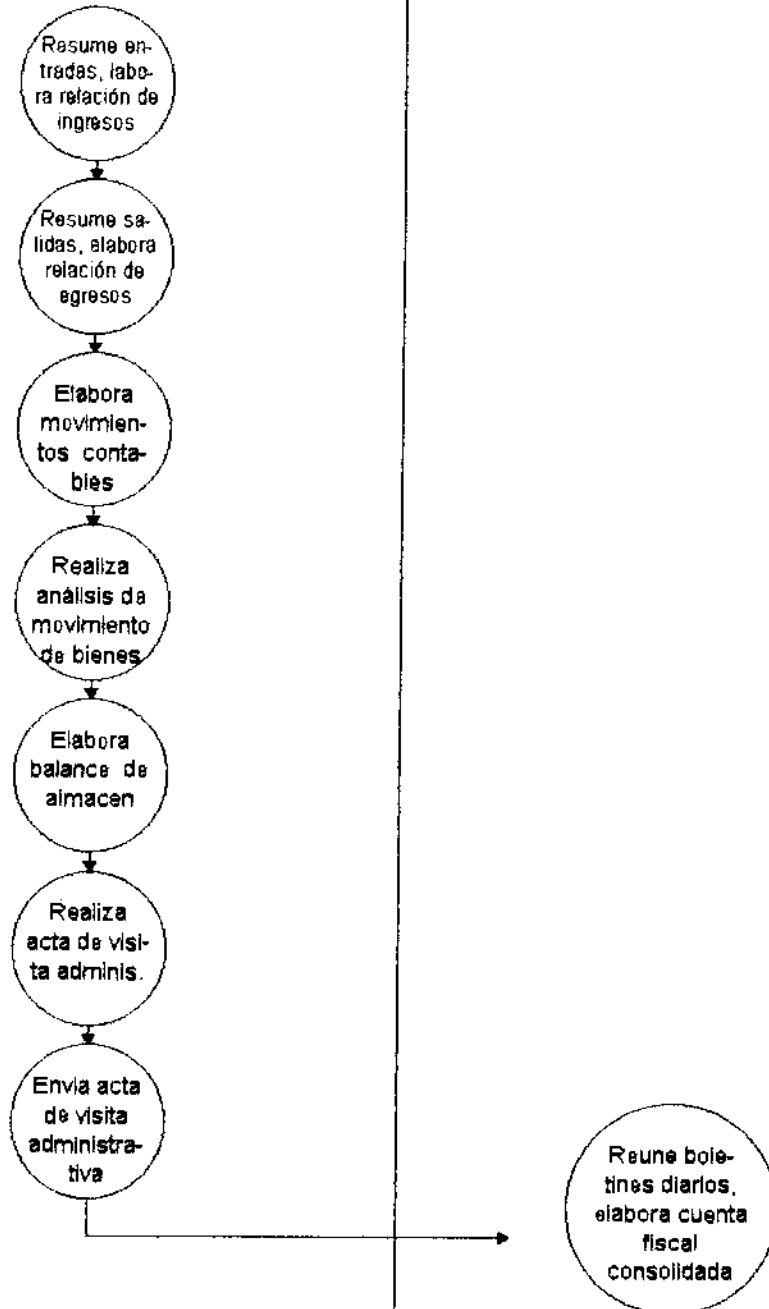 Resume en-
tradas, labo-
ra relación de
ingresos
Resume sa-
lidas, elabora
relación de
egresos
Elabora
movimien-
tos conta-
bles
Realiza
análisis de
movimiento
de bienes
Elabora
balance de
almacen
Realiza
acta de visi-
ta adminis.
Envia acta
de visita
administra-
tiva
Reune bole-
tines diarios,
elabora cuenta
fiscal
consolidada